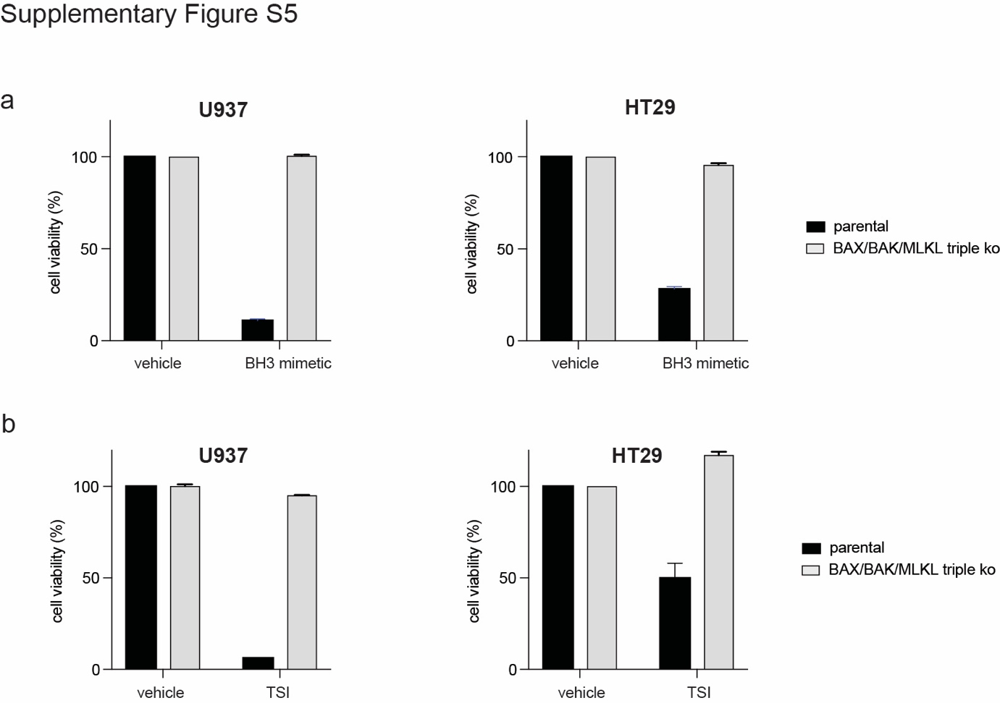 Supplementary Figure S5
a
U937
100
50
0
cell viability (%)
vehicle
BH3 mimetic
HT29
100
50
0
cell viability (%)
vehicle
BH3 mimetic
parental
BAX/BAK/MLKL triple ko
b
U937
100
50
0
cell viability (%)
vehicle
TSI
HT29
100
50
0
cell viability (%)
vehicle
TSI
parental
BAX/BAK/MLKL triple ko